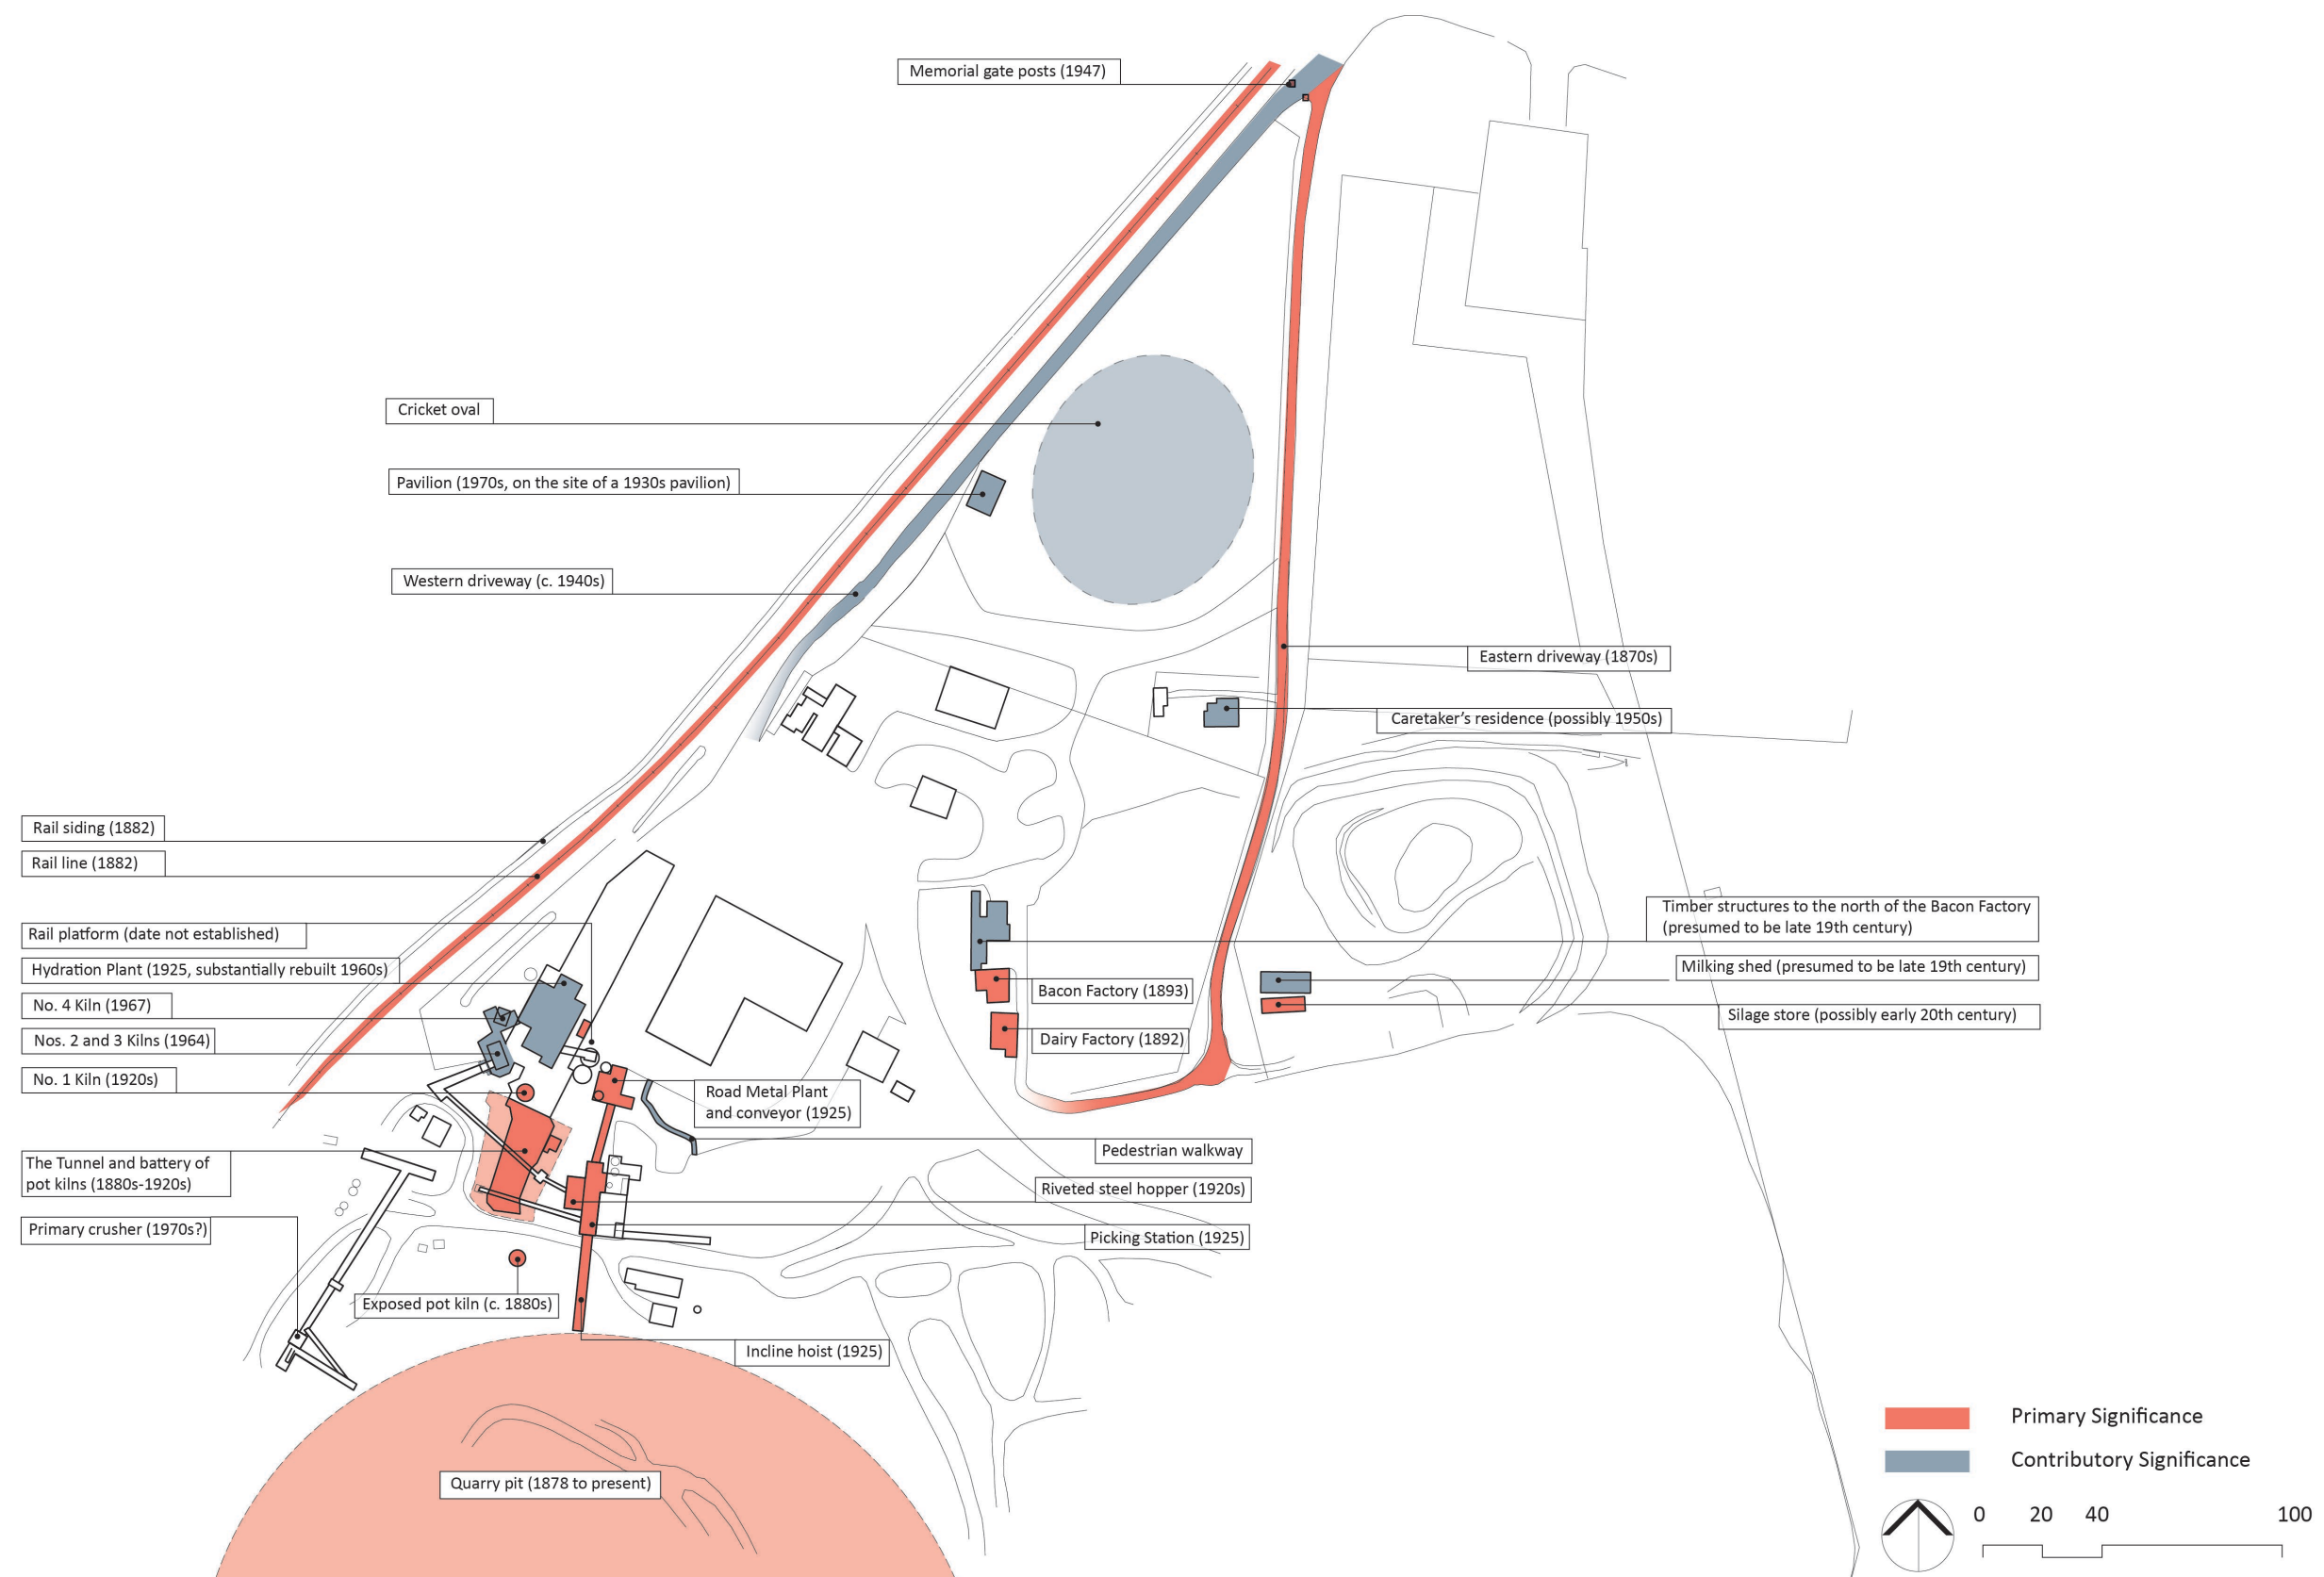 Memorial gate posts (1947)
Cricket oval
Pavilion (1970s, on the site of a 1930s pavilion)
Western driveway (c. 1940s)
Eastern driveway (1870s)
Caretaker’s residence (possibly 1950s)
Rail siding (1882)
Rail line (1882)
Rail platform (date not established)
Hydration Plant (1925, substantially rebuilt 1960s)
No. 4 Kiln (1967)
Nos. 2 and 3 Kilns (1964)
No. 1 Kiln (1920s)
The Tunnel and battery of
pot kilns (1880s-1920s)
Primary crusher (1970s?)
Exposed pot kiln (c. 1880s)
Quarry pit (1878 to present)
Incline hoist (1925)
Road Metal Plant
and conveyor (1925)
Pedestrian walkway
Riveted steel hopper (1920s)
Picking Station (1925)
Bacon Factory (1893)
Dairy Factory (1892)
Timber structures to the north of the Bacon Factory
(presumed to be late 19th century)
Milking shed (presumed to be late 19th century)
Silage store (possibly early 20th century)
Primary Significance
Contributory Significance
0 20 40 100